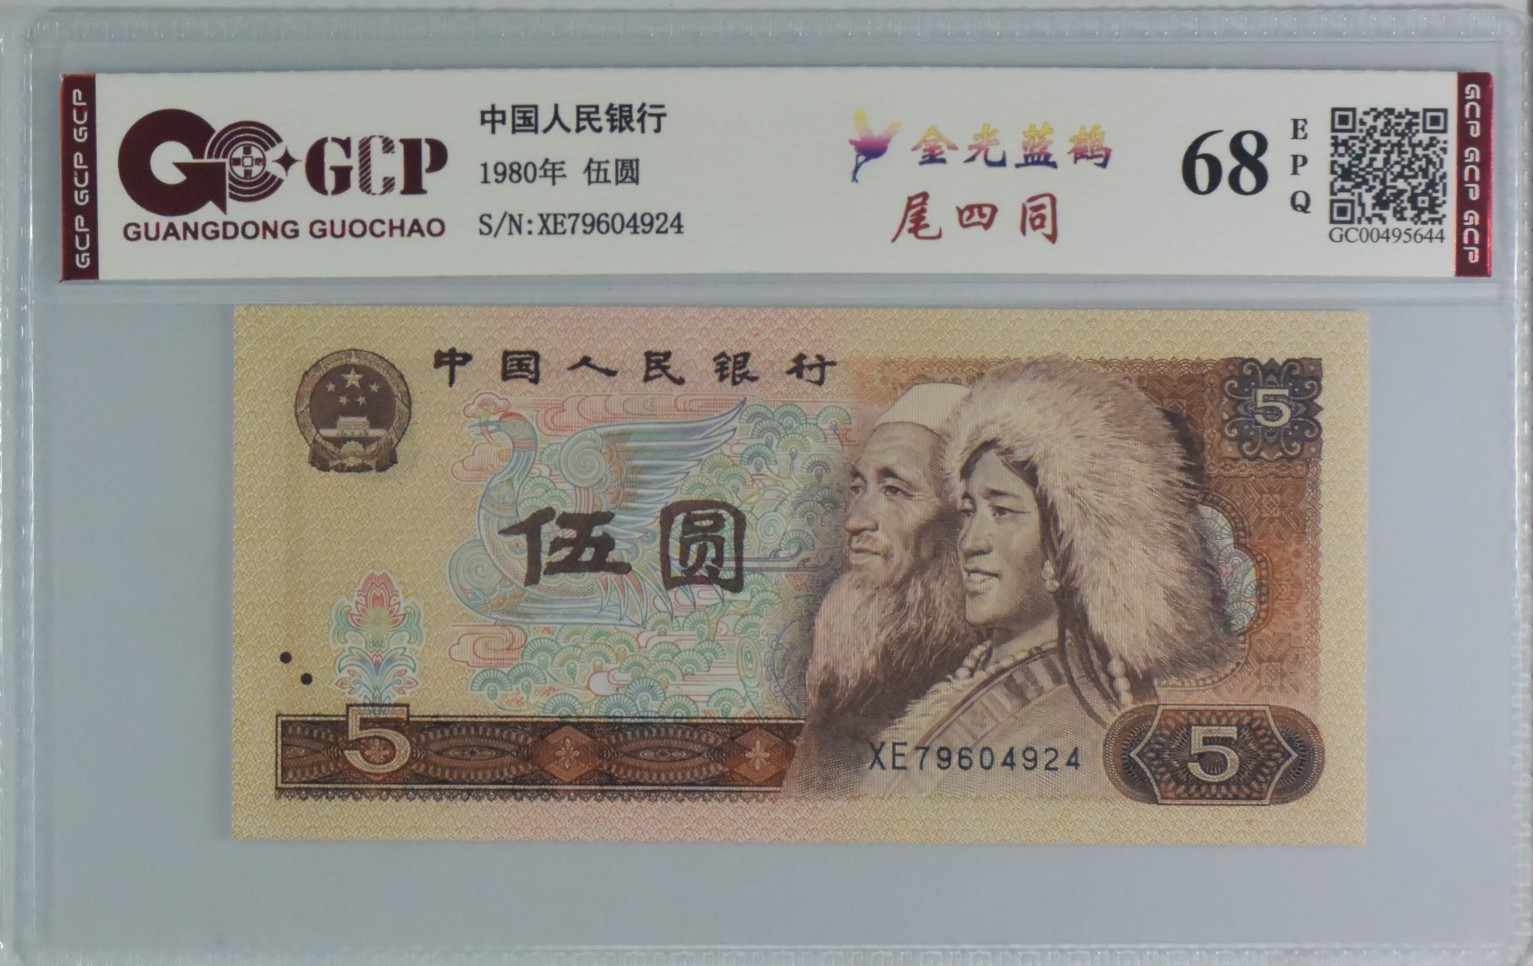 GCP GCP GCP
GCP
GUANGDONG GUOCHAO
中国人民银行
1980年 伍圆
S/N:XE79604924
金光蓝鹤
尾四同
68
EPQ
GC00495644
GCP GCP GCP
中国人民银行
5
伍圆
5
XE79604924
5